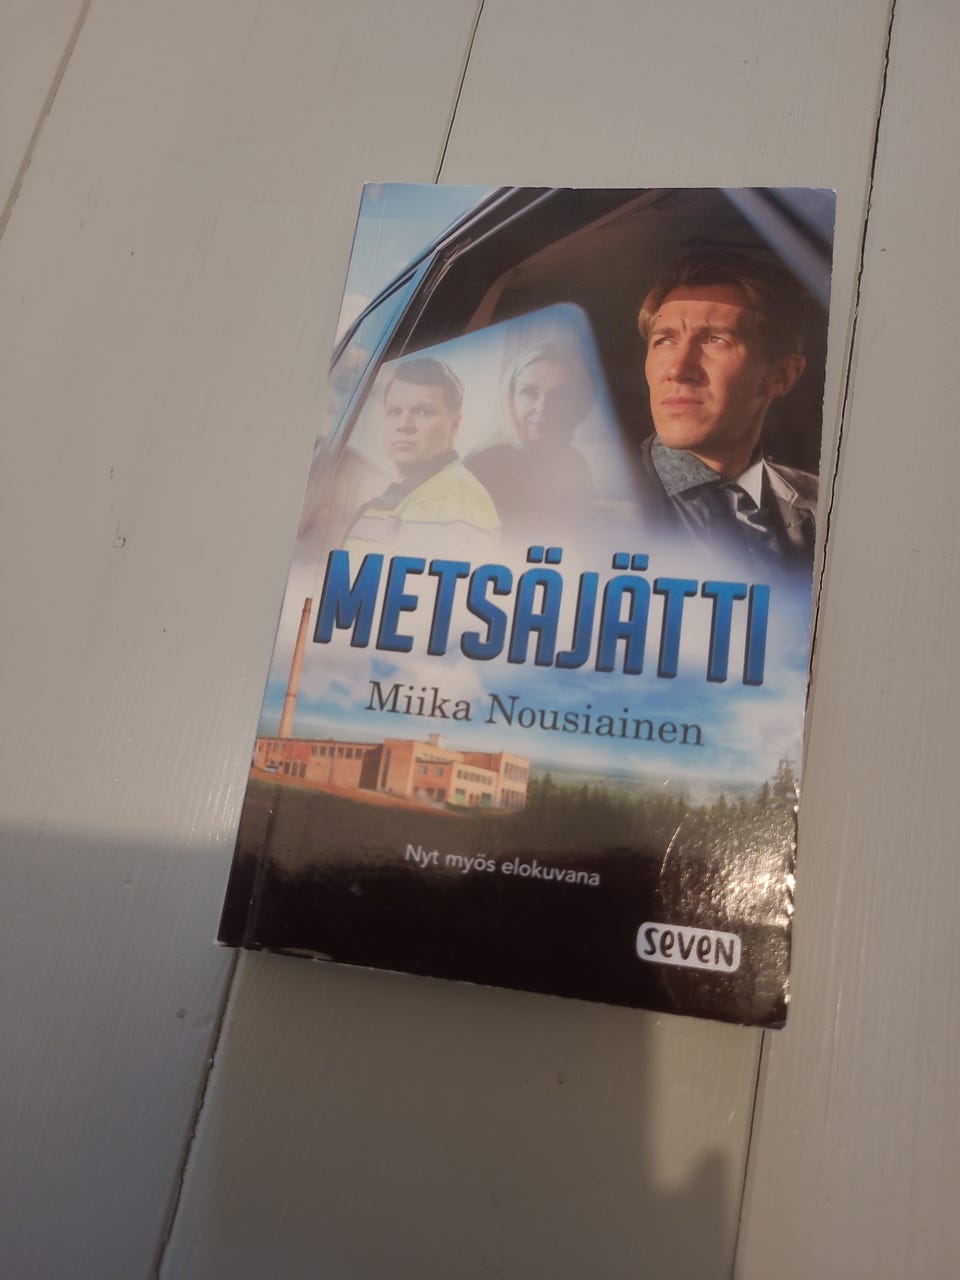 METSÄJÄTTI
Miika Nousiainen
Nyt myös elokuvana
seven